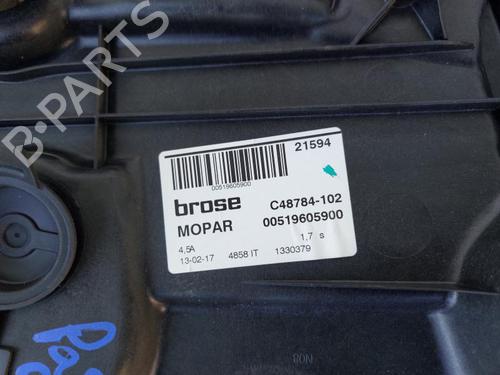 B-PARTS
21594
00519605900
brose C48784-102
MOPAR 00519605900
4,5A 1,7 s
13-02-17 4858 IT 1330379